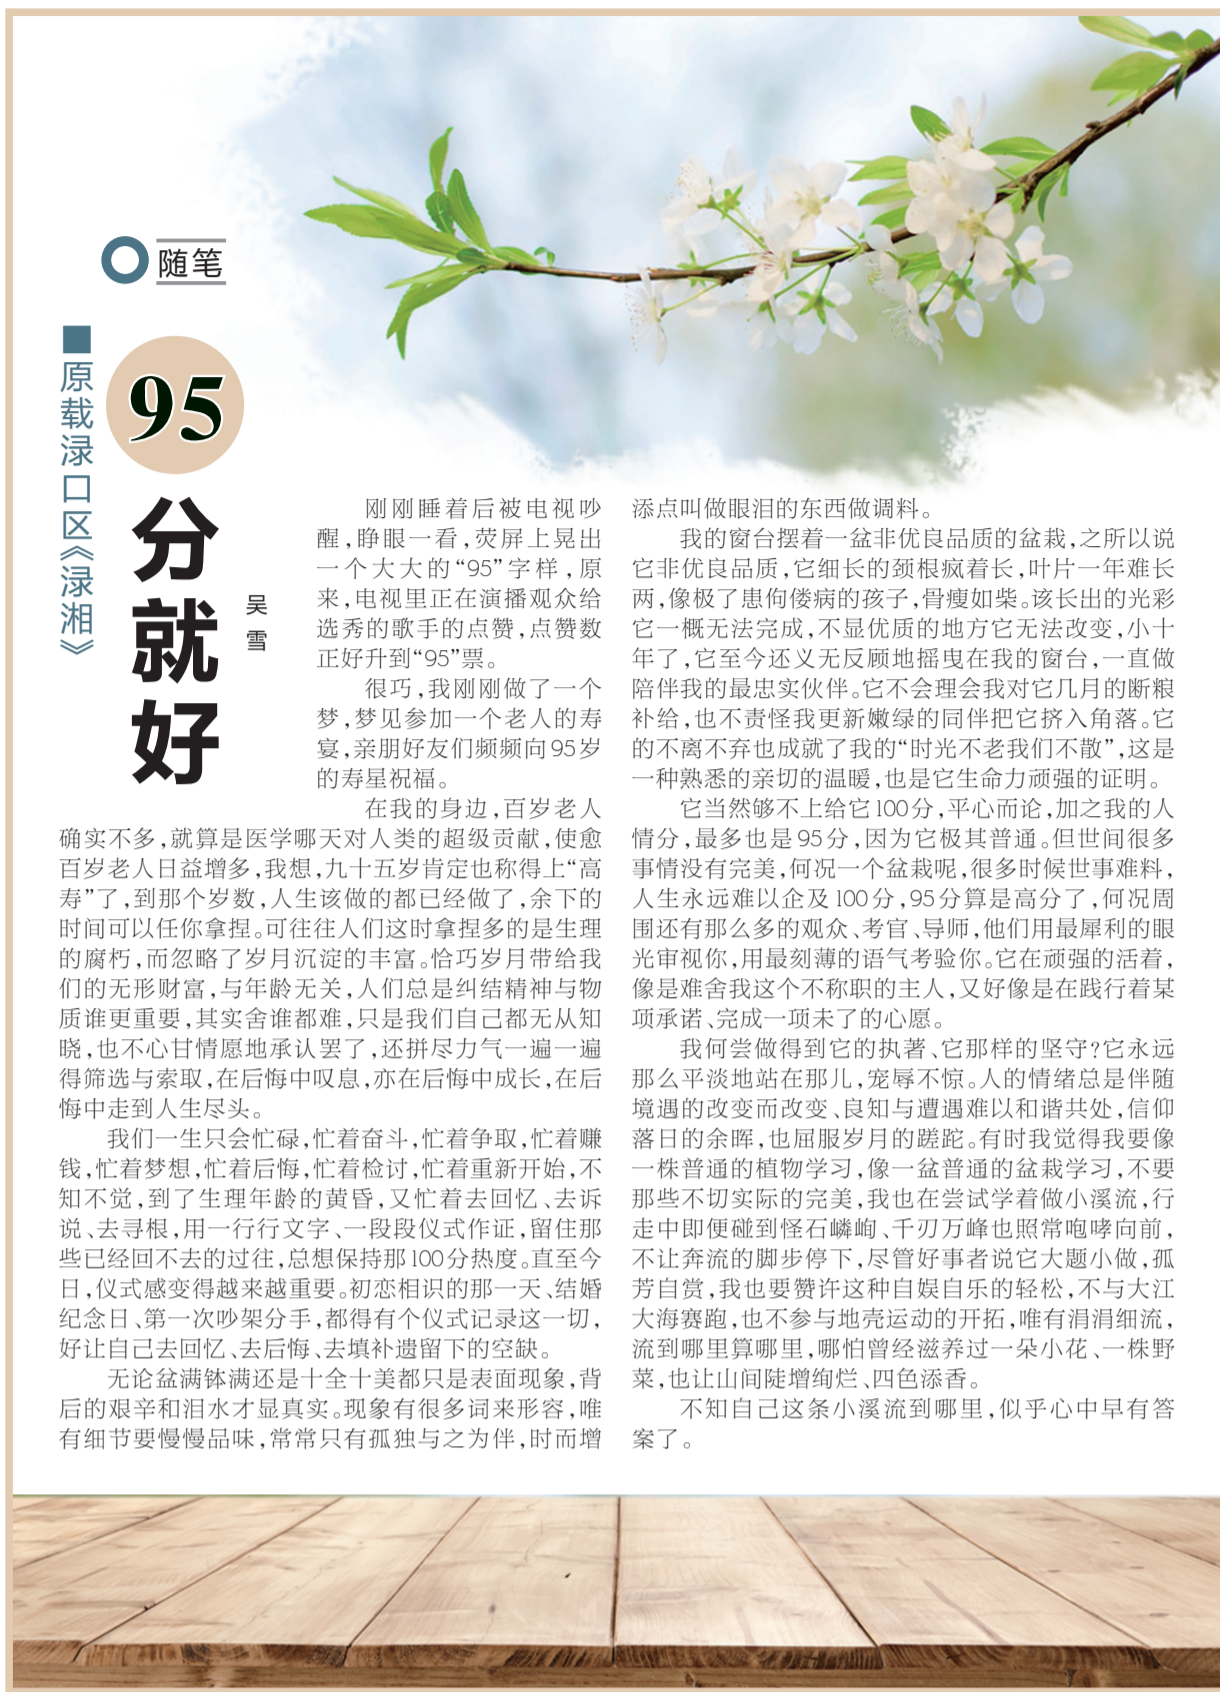 随笔
■原载渌口区《渌湘》
95
分就好
吴雪
刚刚睡着后被电视吵
醒,睁眼一看,荧屏上晃出
一个大大的“95”字样,原
来,电视里正在演播观众给
选秀的歌手的点赞,点赞数
正好升到“95”票。
很巧,我刚刚做了一个
梦,梦见参加一个老人的寿
宴,亲朋好友们频频向95岁
的寿星祝福。
在我的身边,百岁老人
确实不多,就算是医学哪天对人类的超级贡献,使愈
百岁老人日益增多,我想,九十五岁肯定也称得上“高
寿”了,到那个岁数,人生该做的都已经做了,余下的
时间可以任你拿捏。可往往人们这时拿捏多的是生理
的腐朽,而忽略了岁月沉淀的丰富。恰巧岁月带给我
们的无形财富,与年龄无关,人们总是纠结精神与物
质谁更重要,其实舍谁都难,只是我们自己都无从知
晓,也不心甘情愿地承认罢了,还拼尽力气一遍一遍
得筛选与索取,在后悔中叹息,亦在后悔中成长,在后
悔中走到人生尽头。
我们一生只会忙碌,忙着奋斗,忙着争取,忙着赚
钱,忙着梦想,忙着后悔,忙着检讨,忙着重新开始,不
知不觉,到了生理年龄的黄昏,又忙着去回忆、去诉
说、去寻根,用一行行文字、一段段仪式作证,留住那
些已经回不去的过往,总想保持那100分热度。直至今
日,仪式感变得越来越重要。初恋相识的那一天、结婚
纪念日、第一次吵架分手,都得有个仪式记录这一切,
好让自己去回忆、去后悔、去填补遗留下的空缺。
无论盆满钵满还是十全十美都只是表面现象,背
后的艰辛和泪水才显真实。现象有很多词来形容,唯
有细节要慢慢品味,常常只有孤独与之为伴,时而增
添点叫做眼泪的东西做调料。
我的窗台摆着一盆非优良品质的盆栽,之所以说
它非优良品质,它细长的颈根疯着长,叶片一年难长
两,像极了患佝偻病的孩子,骨瘦如柴。该长出的光彩
它一概无法完成,不显优质的地方它无法改变,小十
年了,它至今还义无反顾地摇曳在我的窗台,一直做
陪伴我的最忠实伙伴。它不会理会我对它几月的断粮
补给,也不责怪我更新嫩绿的同伴把它挤入角落。它
的不离不弃也成就了我的“时光不老我们不散”,这是
一种熟悉的亲切的温暖,也是它生命力顽强的证明。
它当然够不上给它100分,平心而论,加之我的人
情分,最多也是95分,因为它极其普通。但世间很多
事情没有完美,何况一个盆栽呢,很多时候世事难料,
人生永远难以企及100分,95分算是高分了,何况周
围还有那么多的观众、考官、导师,他们用最犀利的眼
光审视你,用最刻薄的语气考验你。它在顽强的活着,
像是难舍我这个不称职的主人,又好像是在践行着某
项承诺、完成一项未了的心愿。
我何尝做得到它的执著、它那样的坚守?它永远
那么平淡地站在那儿,宠辱不惊。人的情绪总是伴随
境遇的改变而改变、良知与遭遇难以和谐共处,信仰
落日的余晖,也屈服岁月的蹉跎。有时我觉得我要像
一株普通的植物学习,像一盆普通的盆栽学习,不要
那些不切实际的完美,我也在尝试学着做小溪流,行
走中即便碰到怪石嶙峋、千刃万峰也照常咆哮向前,
不让奔流的脚步停下,尽管好事者说它大题小做,孤
芳自赏,我也要赞许这种自娱自乐的轻松,不与大江
大海赛跑,也不参与地壳运动的开拓,唯有涓涓细流,
流到哪里算哪里,哪怕曾经滋养过一朵小花、一株野
菜,也让山间陡增绚烂、四色添香。
不知自己这条小溪流到哪里,似乎心中早有答
案了。